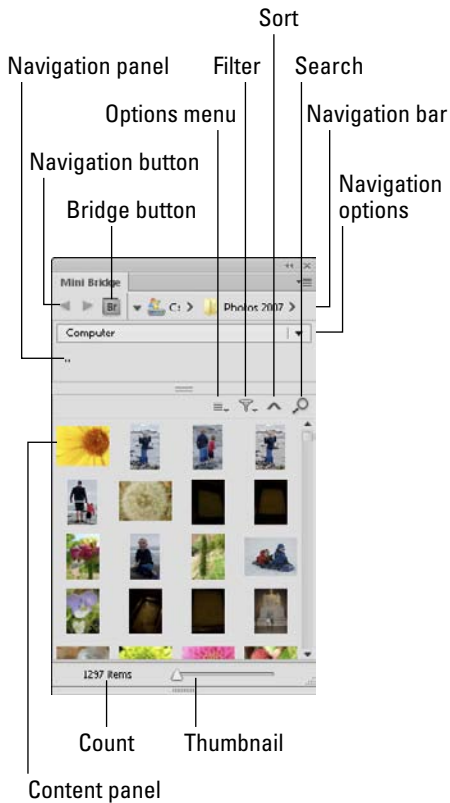 Sort
Navigation panel
Filter
Search
Options menu
Navigation bar
Navigation button
Navigation
options
Bridge button
Mini Bridge
Br
C:
Photos 2007
Computer
..
1297 items
Count
Thumbnail
Content panel